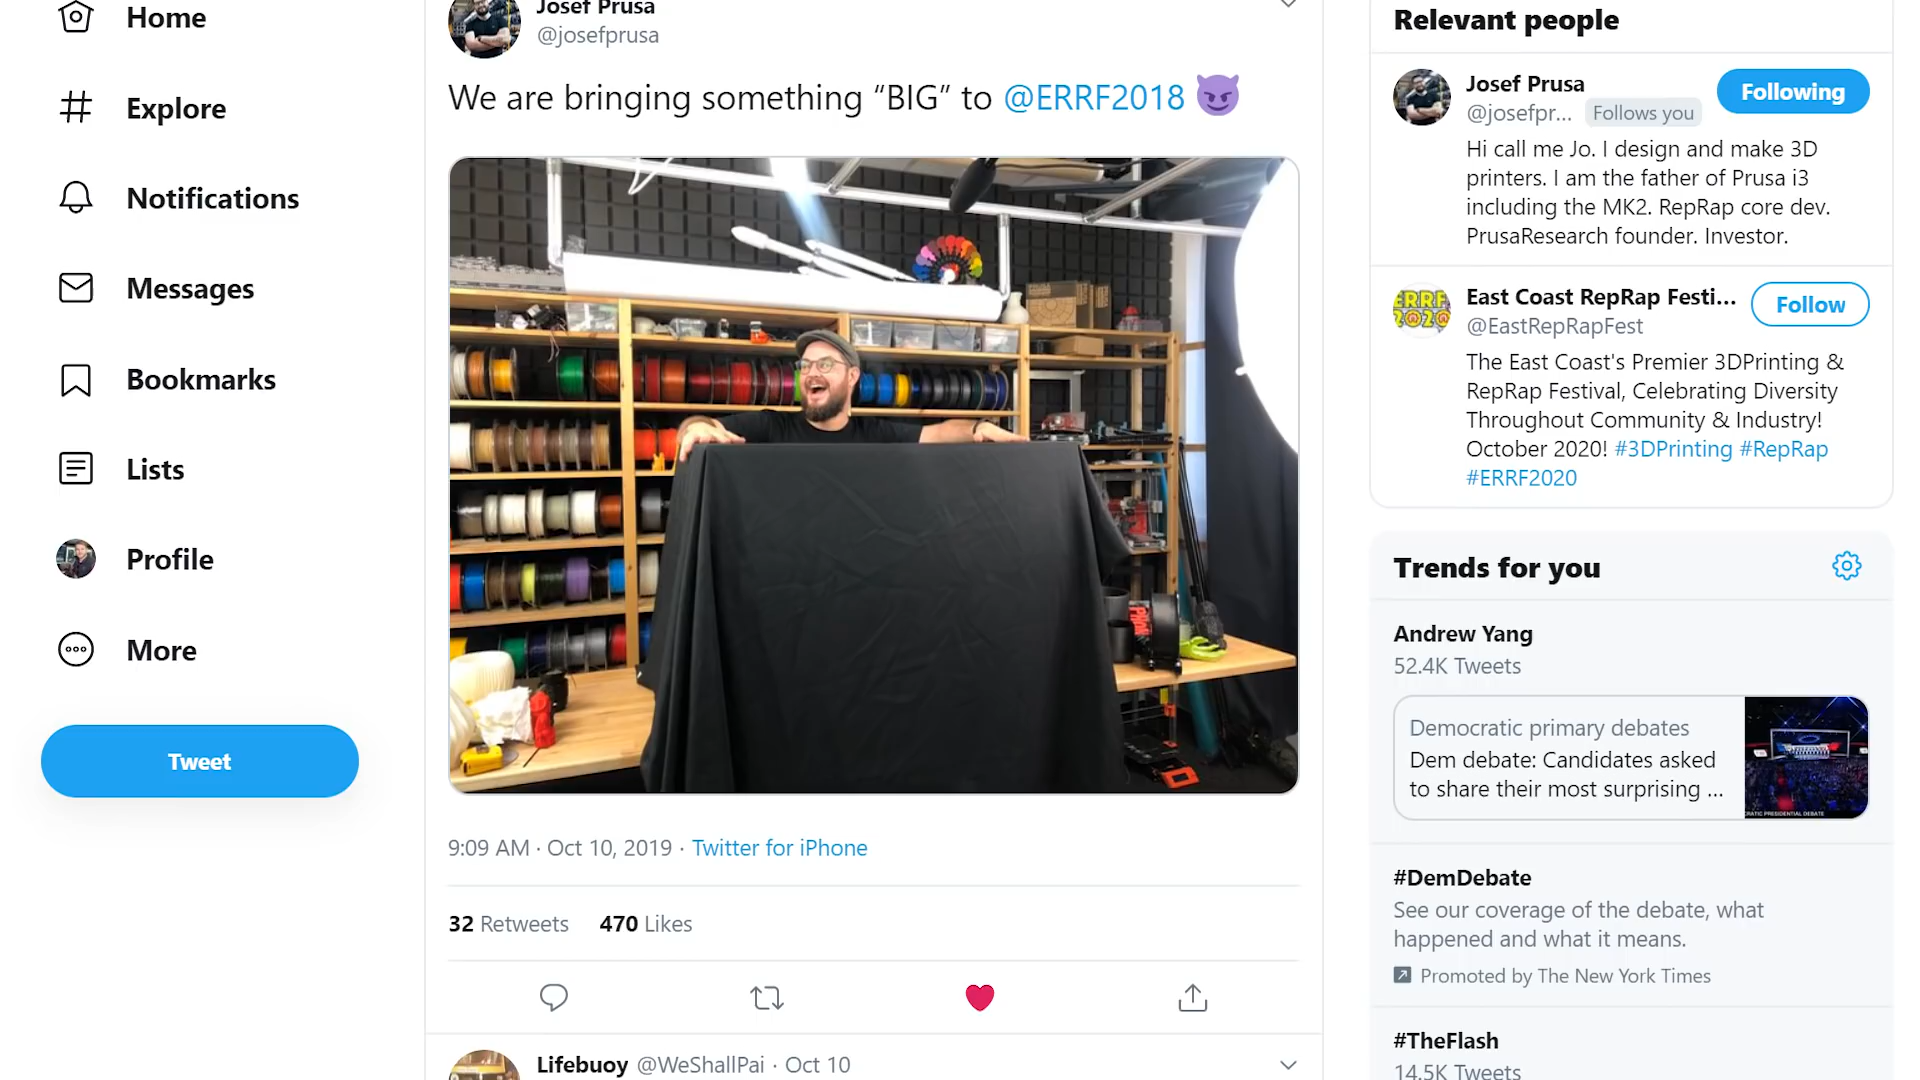 Home
Explore
Notifications
Messages
Bookmarks
Lists
Profile
More
Tweet
Josef Prusa
@josefprusa
We are bringing something “BIG” to @ERRF2018 😈
9:09 AM · Oct 10, 2019 · Twitter for iPhone
32 Retweets 470 Likes
Lifebuoy @WeShallPai · Oct 10
Relevant people
Josef Prusa
Following
@josefpr... Follows you
Hi call me Jo. I design and make 3D
printers. I am the father of Prusa i3
including the MK2. RepRap core dev.
PrusaResearch founder. Investor.
ERRF
2020
East Coast RepRap Festi...
Follow
@EastRepRapFest
The East Coast's Premier 3DPrinting &
RepRap Festival, Celebrating Diversity
Throughout Community & Industry!
October 2020! #3DPrinting #RepRap
#ERRF2020
Trends for you
Andrew Yang
52.4K Tweets
Democratic primary debates
Dem debate: Candidates asked
to share their most surprising ...
#DemDebate
See our coverage of the debate, what
happened and what it means.
Promoted by The New York Times
#TheFlash
14.5K Tweets